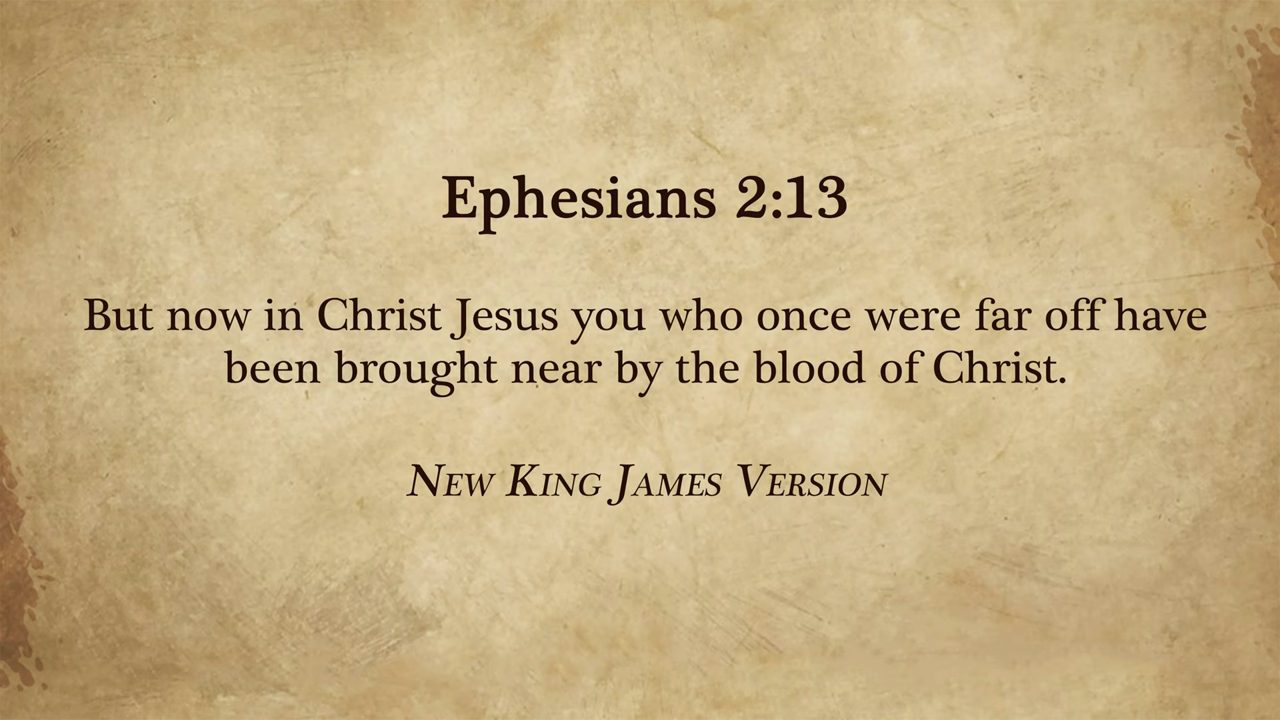 Ephesians 2:13
But now in Christ Jesus you who once were far off have
been brought near by the blood of Christ.
New King James Version